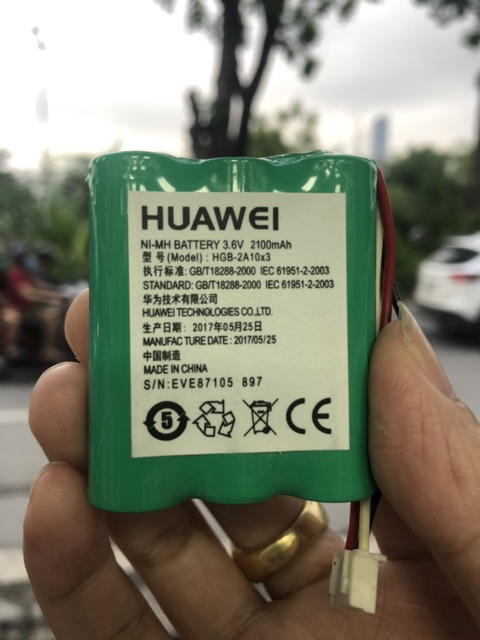 HUAWEI
NI-MH BATTERY 3.6V 2100mAh
型 号(Model) : HGB-2A10x3
执行标准: GB/T18288-2000 IEC 61951-2-2003
STANDARD: GB/T18288-2000 IEC 61951-2-2003
华为技术有限公司
HUAWEI TECHNOLOGIES CO.,LTD.
生产日期: 2017年05月25日
MANUFACTURE DATE : 2017/05/25
中国制造
MADE IN CHINA
S/N:EVE87105 897
5 CE